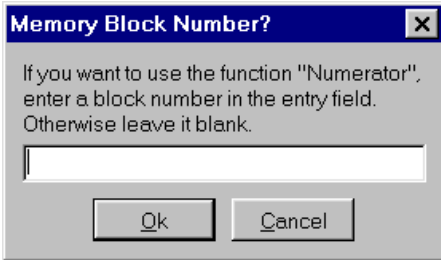 Memory Block Number?
If you want to use the function "Numerator",
enter a block number in the entry field.
Otherwise leave it blank.
Ok
Cancel